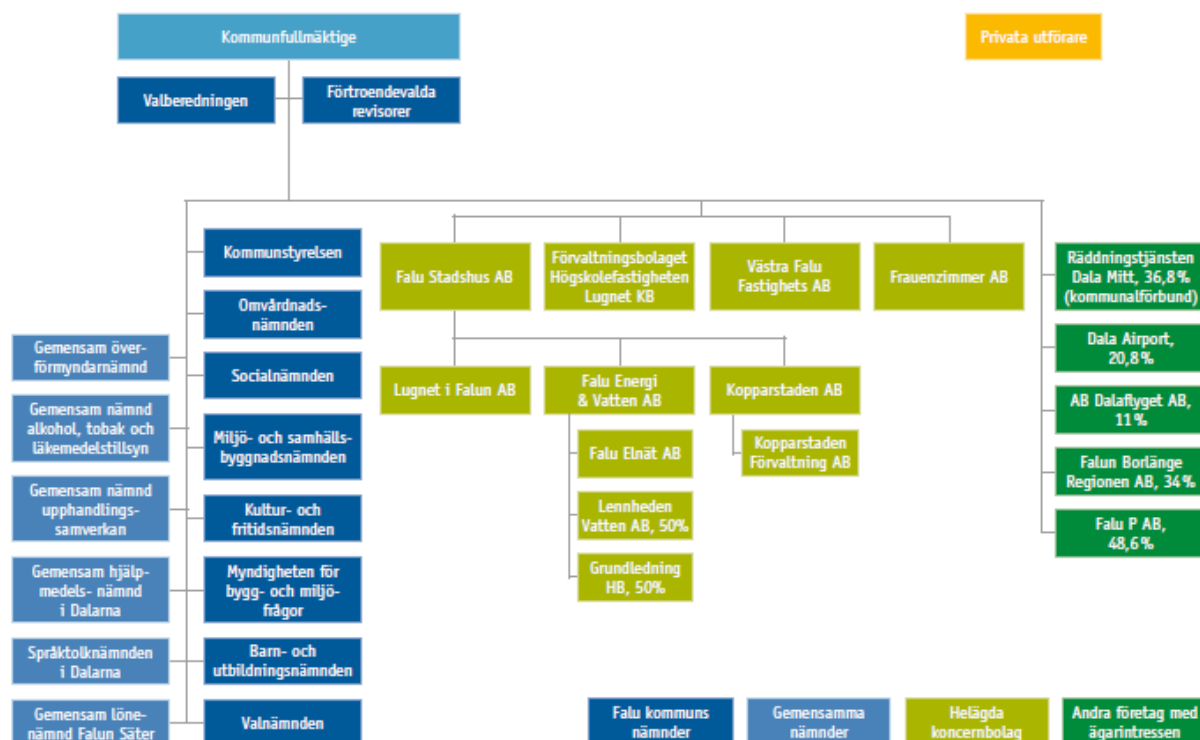 Kommunfullmäktige
Privata utförare
Valberedningen
Förtroendevalda
revisorer
Kommunstyrelsen
Omvårdnads-
nämnden
Socialnämnden
Miljö- och samhälls-
byggnadsnämnden
Kultur- och
fritidsnämnden
Myndigheten för
bygg- och miljö-
frågor
Barn- och
utbildningsnämnden
Valnämnden
Gemensam över-
förmyndarnämnd
Gemensam nämnd
alkohol, tobak och
läkemedelstillsyn
Gemensam nämnd
upphandlings-
samverkan
Gemensam hjälp-
medels- nämnd
i Dalarna
Språktolknämnden
i Dalarna
Gemensam löne-
nämnd Falun Säter
Falu Stadshus AB
Förvaltningsbolaget
Högskolefastigheten
Lugnet KB
Västra Falu
Fastighets AB
Frauenzimmer AB
Lugnet i Falun AB
Falu Energi
& Vatten AB
Kopparstaden AB
Falu Elnät AB
Lennheden
Vatten AB, 50%
Grundledning
HB, 50%
Kopparstaden
Förvaltning AB
Räddningstjänsten
Dala Mitt, 36,8%
(kommunalförbund)
Dala Airport,
20,8%
AB Dalaflyget AB,
11%
Falun Borlänge
Regionen AB, 34%
Falu P AB,
48,6%
Falu kommuns
nämnder
Gemensamma
nämnder
Helägda
koncernbolag
Andra företag med
ägarintressen